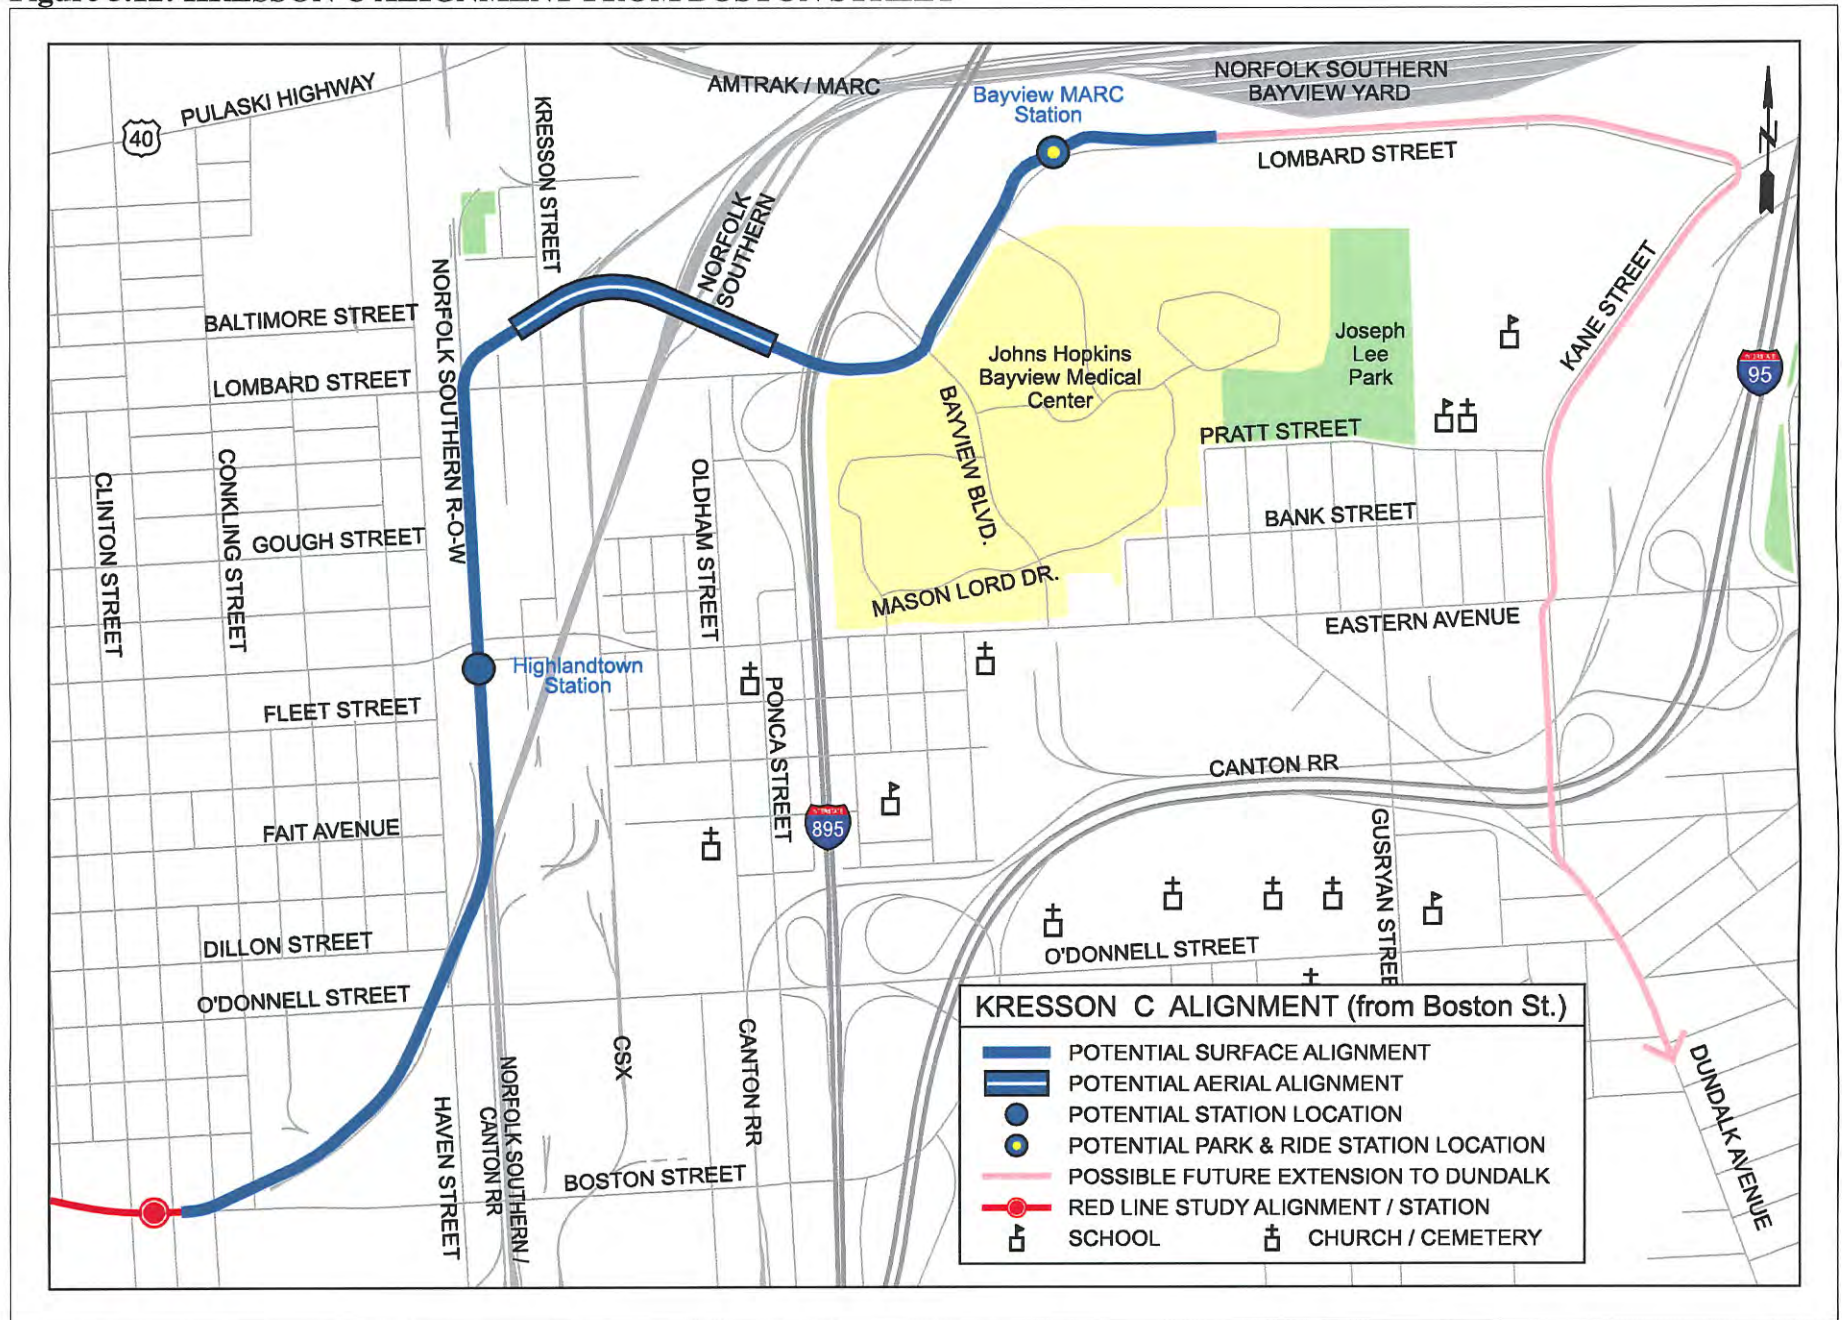 PULASKI HIGHWAY
40
KRESSON STREET
AMTRAK / MARC
Bayview MARC
Station
NORFOLK SOUTHERN
BAYVIEW YARD
LOMBARD STREET
N
NORFOLK
SOUTHERN
NORFOLK SOUTHERN R-O-W
BALTIMORE STREET
LOMBARD STREET
Johns Hopkins
Bayview Medical
Center
Joseph
Lee
Park
KANE STREET
95
CLINTON STREET
CONKLING STREET
GOUGH STREET
OLDHAM STREET
BAYVIEW BLVD.
PRATT STREET
BANK STREET
MASON LORD DR.
EASTERN AVENUE
Highlandtown
Station
FLEET STREET
PONCA STREET
CANTON RR
FAIT AVENUE
895
GUSRYAN STREE
DILLON STREET
O'DONNELL STREET
O'DONNELL STREET
HAVEN STREET
NORFOLK SOUTHERN /
CANTON RR
CSX
CANTON RR
BOSTON STREET
DUNDALK AVENUE
KRESSON C ALIGNMENT (from Boston St.)
POTENTIAL SURFACE ALIGNMENT
POTENTIAL AERIAL ALIGNMENT
POTENTIAL STATION LOCATION
POTENTIAL PARK & RIDE STATION LOCATION
POSSIBLE FUTURE EXTENSION TO DUNDALK
RED LINE STUDY ALIGNMENT / STATION
SCHOOL
CHURCH / CEMETERY